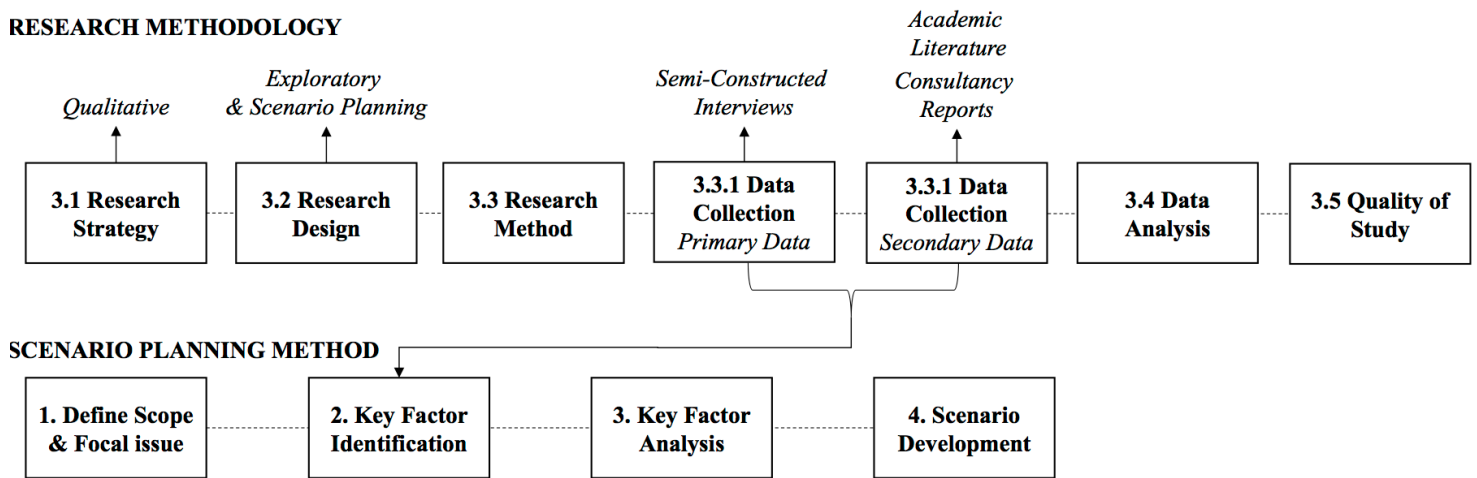 RESEARCH METHODOLOGY
Qualitative
Exploratory
& Scenario Planning
Semi-Constructed
Interviews
Academic
Literature
Consultancy
Reports
3.1 Research
Strategy
3.2 Research
Design
3.3 Research
Method
3.3.1 Data
Collection
Primary Data
3.3.1 Data
Collection
Secondary Data
3.4 Data
Analysis
3.5 Quality of
Study
SCENARIO PLANNING METHOD
1. Define Scope
& Focal issue
2. Key Factor
Identification
3. Key Factor
Analysis
4. Scenario
Development